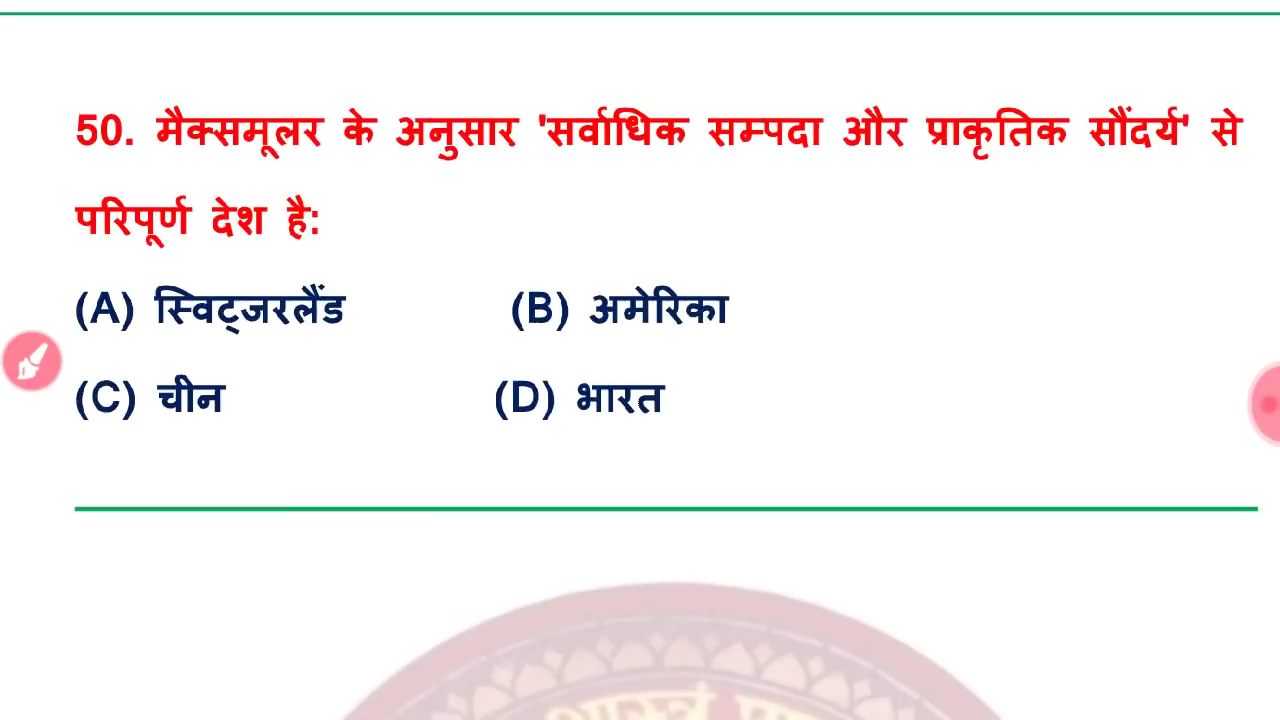 50. मैक्समूलर के अनुसार 'सर्वाधिक सम्पदा और प्राकृतिक सौंदर्य' से
परिपूर्ण देश है:
(A) स्विट्जरलैंड (B) अमेरिका
(C) चीन (D) भारत